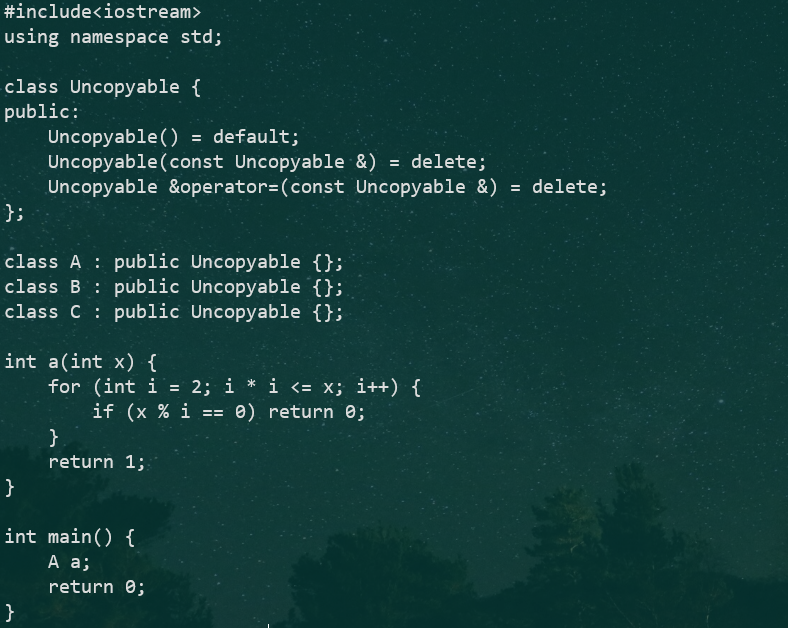 #include<iostream>
using namespace std;

class Uncopyable {
public:
    Uncopyable() = default;
    Uncopyable(const Uncopyable &) = delete;
    Uncopyable &operator=(const Uncopyable &) = delete;
};

class A : public Uncopyable {};
class B : public Uncopyable {};
class C : public Uncopyable {};

int a(int x) {
    for (int i = 2; i * i <= x; i++) {
        if (x % i == 0) return 0;
    }
    return 1;
}

int main() {
    A a;
    return 0;
}